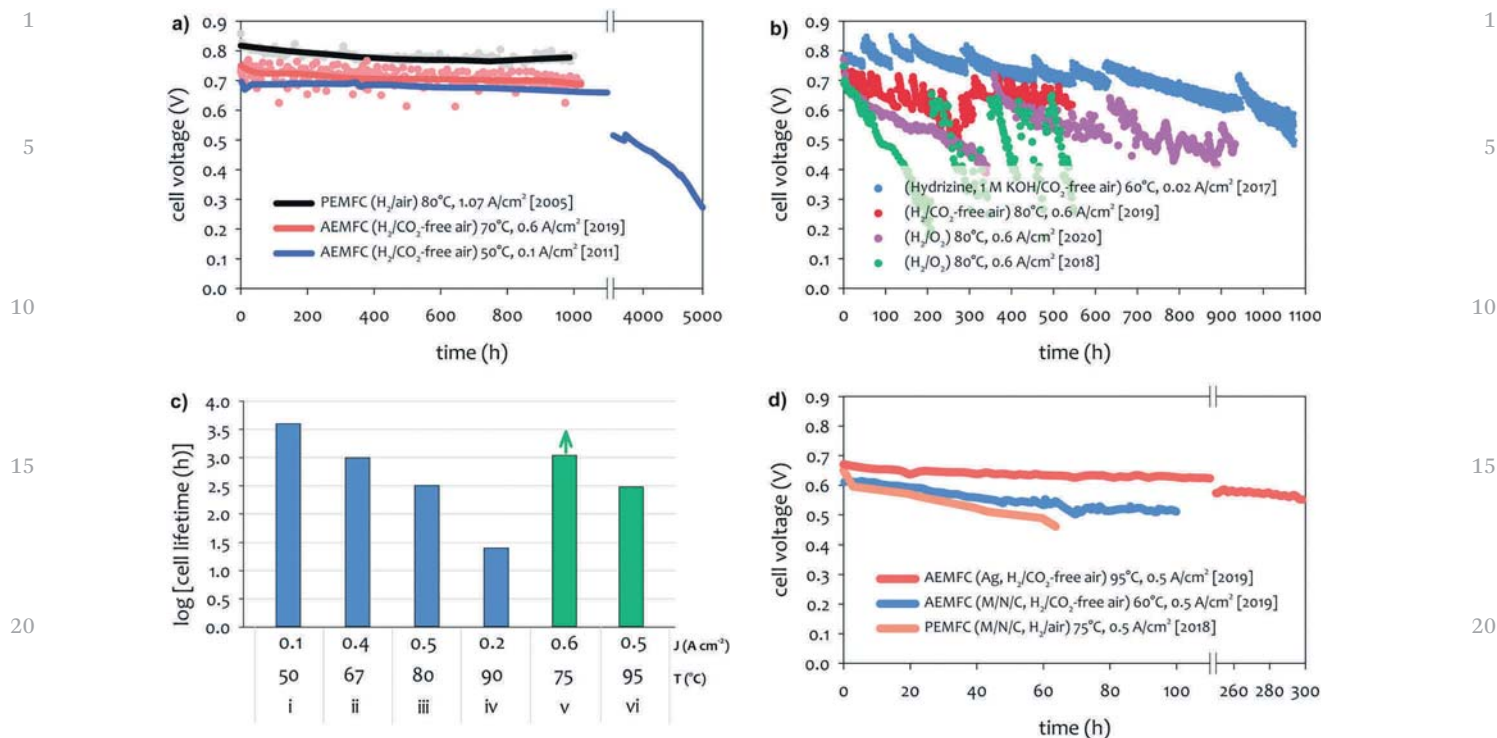 a)
cell voltage (V)
0.9
0.8
0.7
0.6
0.5
0.4
0.3
0.2
0.1
0.0
PEMFC (H₂/air) 80°C, 1.07 A/cm² [2005]
AEMFC (H₂/CO₂-free air) 70°C, 0.6 A/cm² [2019]
AEMFC (H₂/CO₂-free air) 50°C, 0.1 A/cm² [2011]
0 200 400 600 800 1000 4000 5000
time (h)
b)
cell voltage (V)
0.9
0.8
0.7
0.6
0.5
0.4
0.3
0.2
0.1
0.0
(Hydrizine, 1 M KOH/CO₂-free air) 60°C, 0.02 A/cm² [2017]
(H₂/CO₂-free air) 80°C, 0.6 A/cm² [2019]
(H₂/O₂) 80°C, 0.6 A/cm² [2020]
(H₂/O₂) 80°C, 0.6 A/cm² [2018]
0 100 200 300 400 500 600 700 800 900 1000 1100
time (h)
c)
log [cell lifetime (h)]
4.0
3.5
3.0
2.5
2.0
1.5
1.0
0.5
0.0
0.1 0.4 0.5 0.2 0.6 0.5 J (A cm⁻²)
50 67 80 90 75 95 T (°C)
i ii iii iv v vi
d)
cell voltage (V)
0.9
0.8
0.7
0.6
0.5
0.4
0.3
0.2
0.1
0.0
AEMFC (Ag, H₂/CO₂-free air) 95°C, 0.5 A/cm² [2019]
AEMFC (M/N/C, H₂/CO₂-free air) 60°C, 0.5 A/cm² [2019]
PEMFC (M/N/C, H₂/air) 75°C, 0.5 A/cm² [2018]
0 20 40 60 80 100 260 280 300
time (h)
1
5
10
15
20
1
5
10
15
20